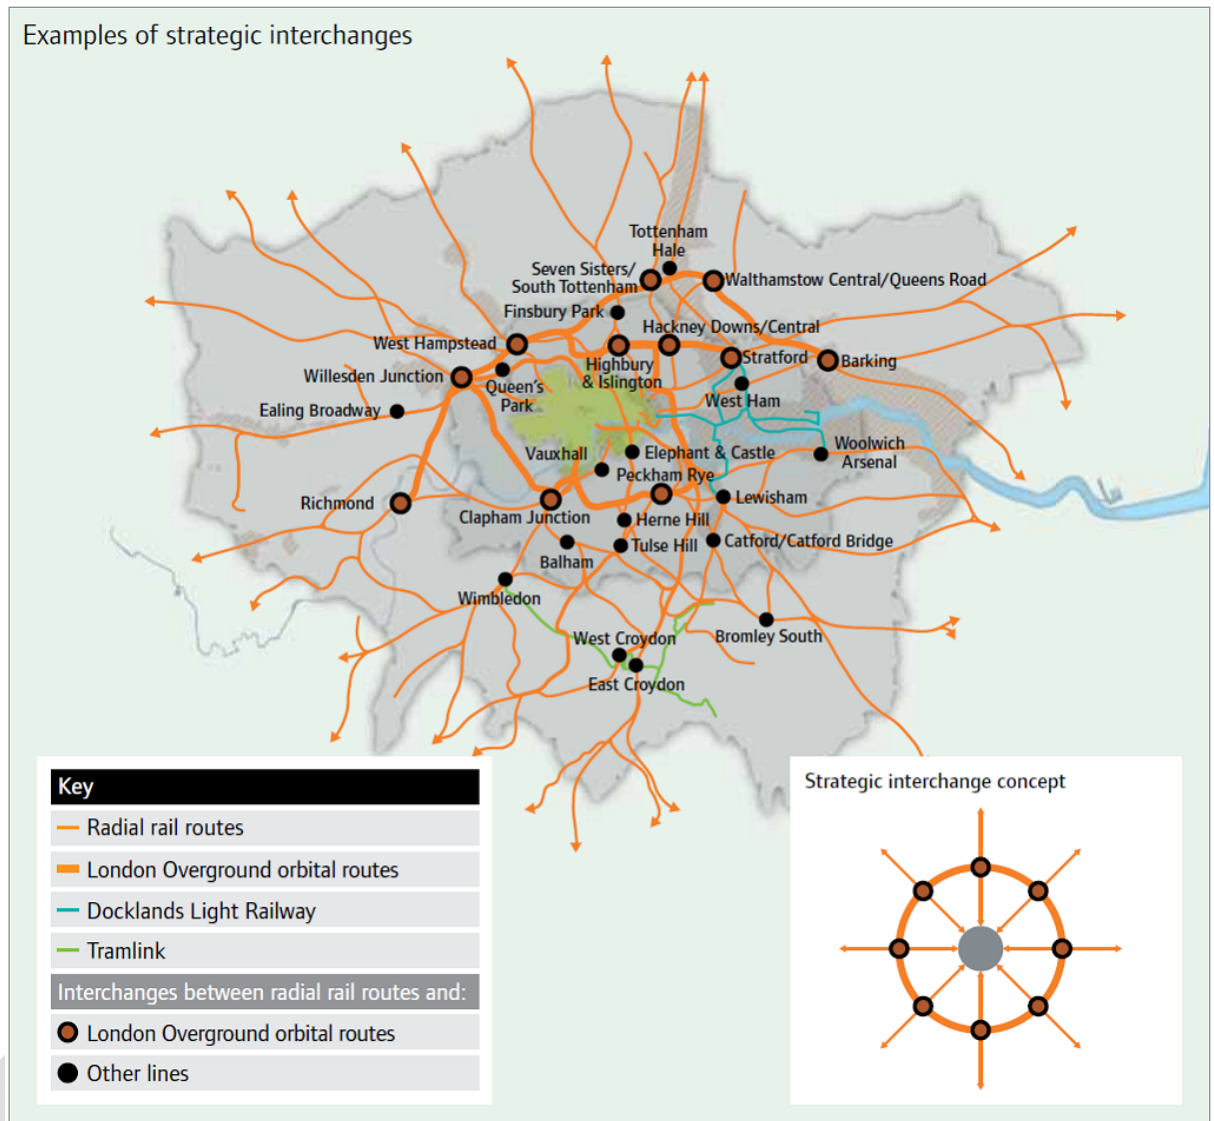 Examples of strategic interchanges
Tottenham
Hale
Seven Sisters/
South Tottenham
Walthamstow Central/Queens Road
Finsbury Park
Hackney Downs/Central
West Hampstead
Highbury
& Islington
Stratford
Barking
Willesden Junction
Queen's
Park
West Ham
Ealing Broadway
Vauxhall
Elephant & Castle
Woolwich
Arsenal
Peckham Rye
Richmond
Lewisham
Clapham Junction
Herne Hill
Tulse Hill
Catford/Catford Bridge
Balham
Wimbledon
West Croydon
Bromley South
East Croydon
Key
Radial rail routes
London Overground orbital routes
Docklands Light Railway
Tramlink
Interchanges between radial rail routes and:
London Overground orbital routes
Other lines
Strategic interchange concept